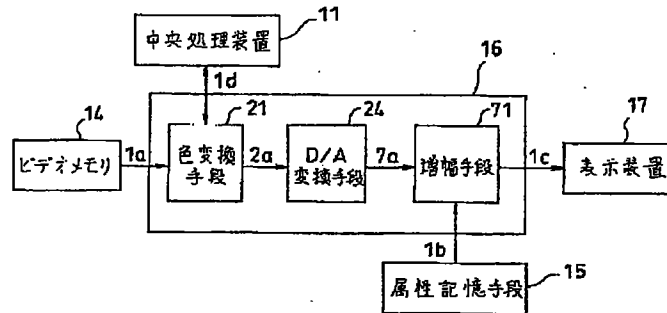 11
中央処理装置
16
1d
14
21
24
71
17
ビデオメモリ
1a
色変換
手段
2a
D/A
変換手段
7a
増幅手段
1c
表示装置
1b
属性記憶手段
15